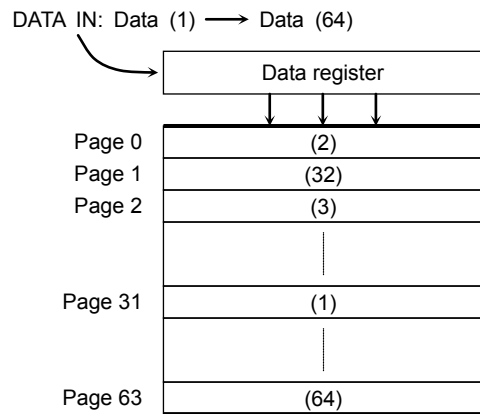 DATA IN: Data (1) ⟶ Data (64)
Data register
Page 0 (2)
Page 1 (32)
Page 2 (3)
Page 31 (1)
Page 63 (64)